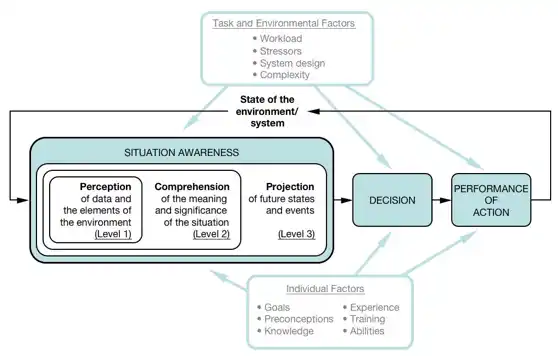 Task and Environmental Factors
• Workload
• Stressors
• System design
• Complexity
State of the
environment/
system
SITUATION AWARENESS
Perception
of data and
the elements of
the environment
(Level 1)
Comprehension
of the meaning
and significance
of the situation
(Level 2)
Projection
of future states
and events
(Level 3)
DECISION
PERFORMANCE
OF
ACTION
Individual Factors
• Goals
• Preconceptions
• Knowledge
• Experience
• Training
• Abilities